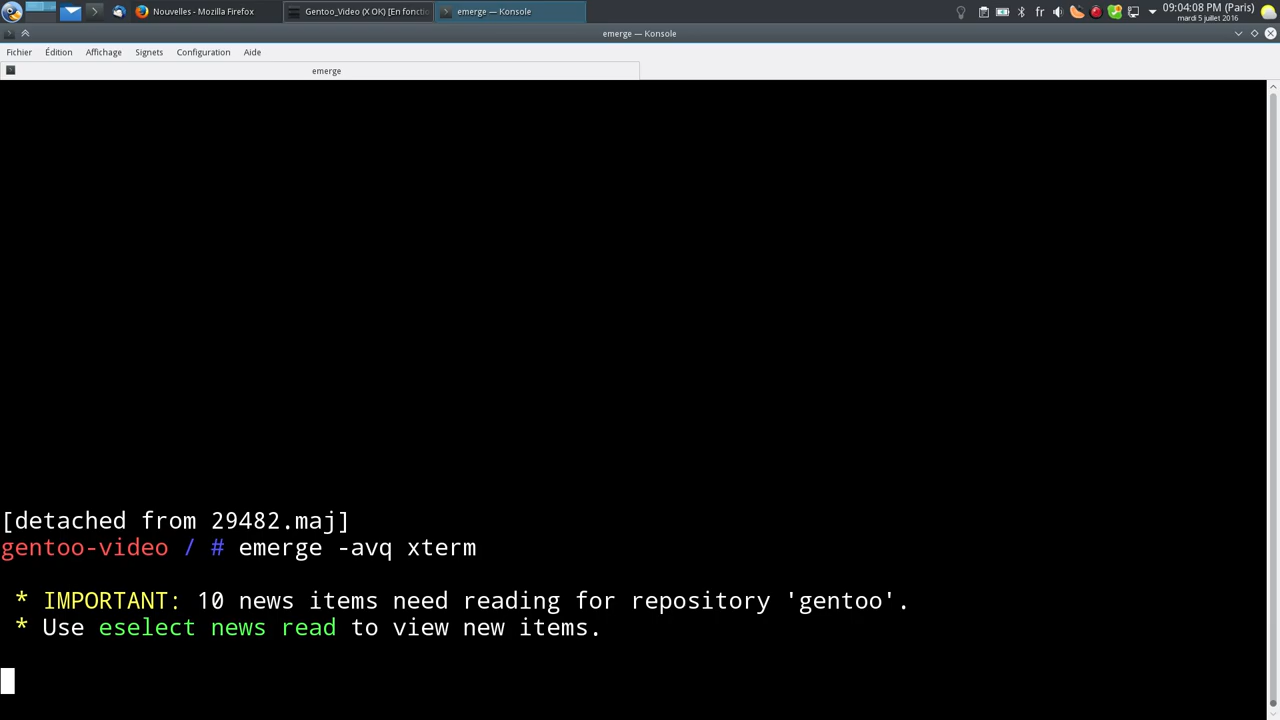 Nouvelles - Mozilla Firefox
Gentoo_Video (X OK) [En foncti
emerge — Konsole
fr
09:04:08 PM (Paris)
mardi 5 juillet 2016
emerge — Konsole
Fichier Édition Affichage Signets Configuration Aide
emerge
[detached from 29482.maj]
gentoo-video / # emerge -avq xterm
* IMPORTANT: 10 news items need reading for repository 'gentoo'.
* Use eselect news read to view new items.